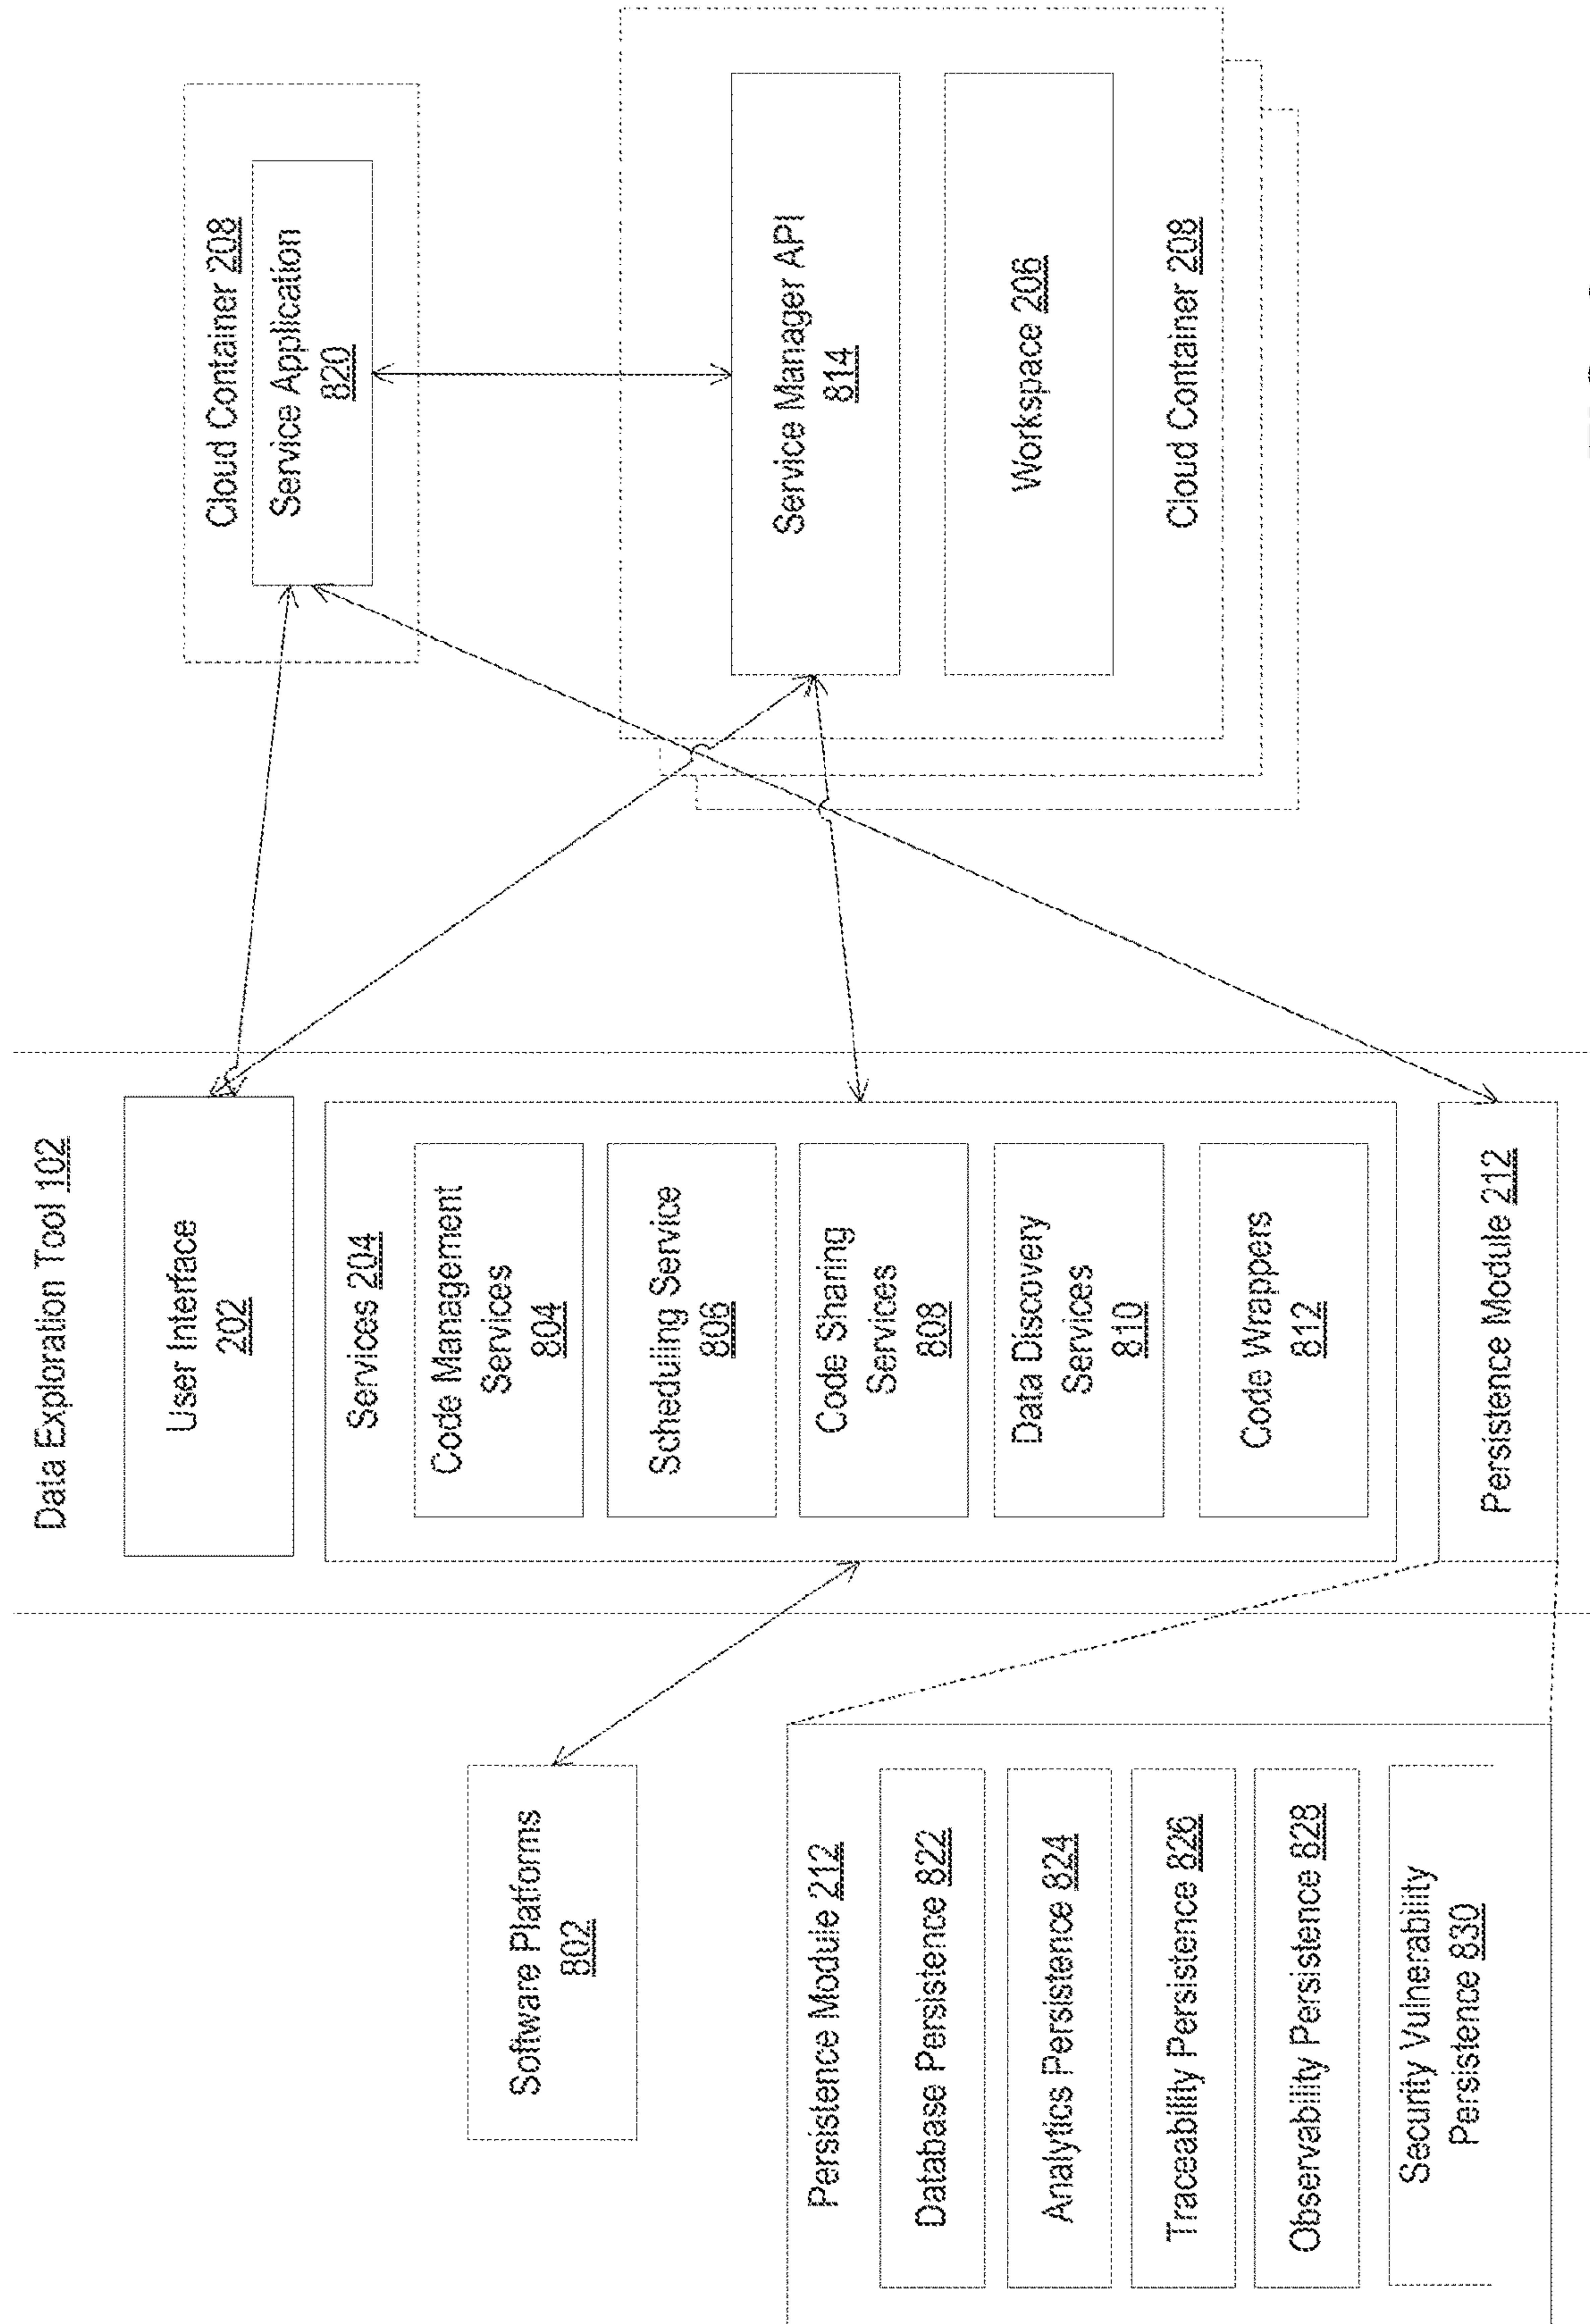 Data Exploration Tool 102
User Interface
202
Services 204
Code Management
Services
804
Scheduling Service
806
Code Sharing
Services
808
Data Discovery
Services
810
Code Wrappers
812
Persistence Module 212
Software Platforms
802
Persistence Module 212
Database Persistence 822
Analytics Persistence 824
Traceability Persistence 826
Observability Persistence 828
Security Vulnerability
Persistence 830
Cloud Container 208
Service Application
820
Service Manager API
814
Workspace 206
Cloud Container 208